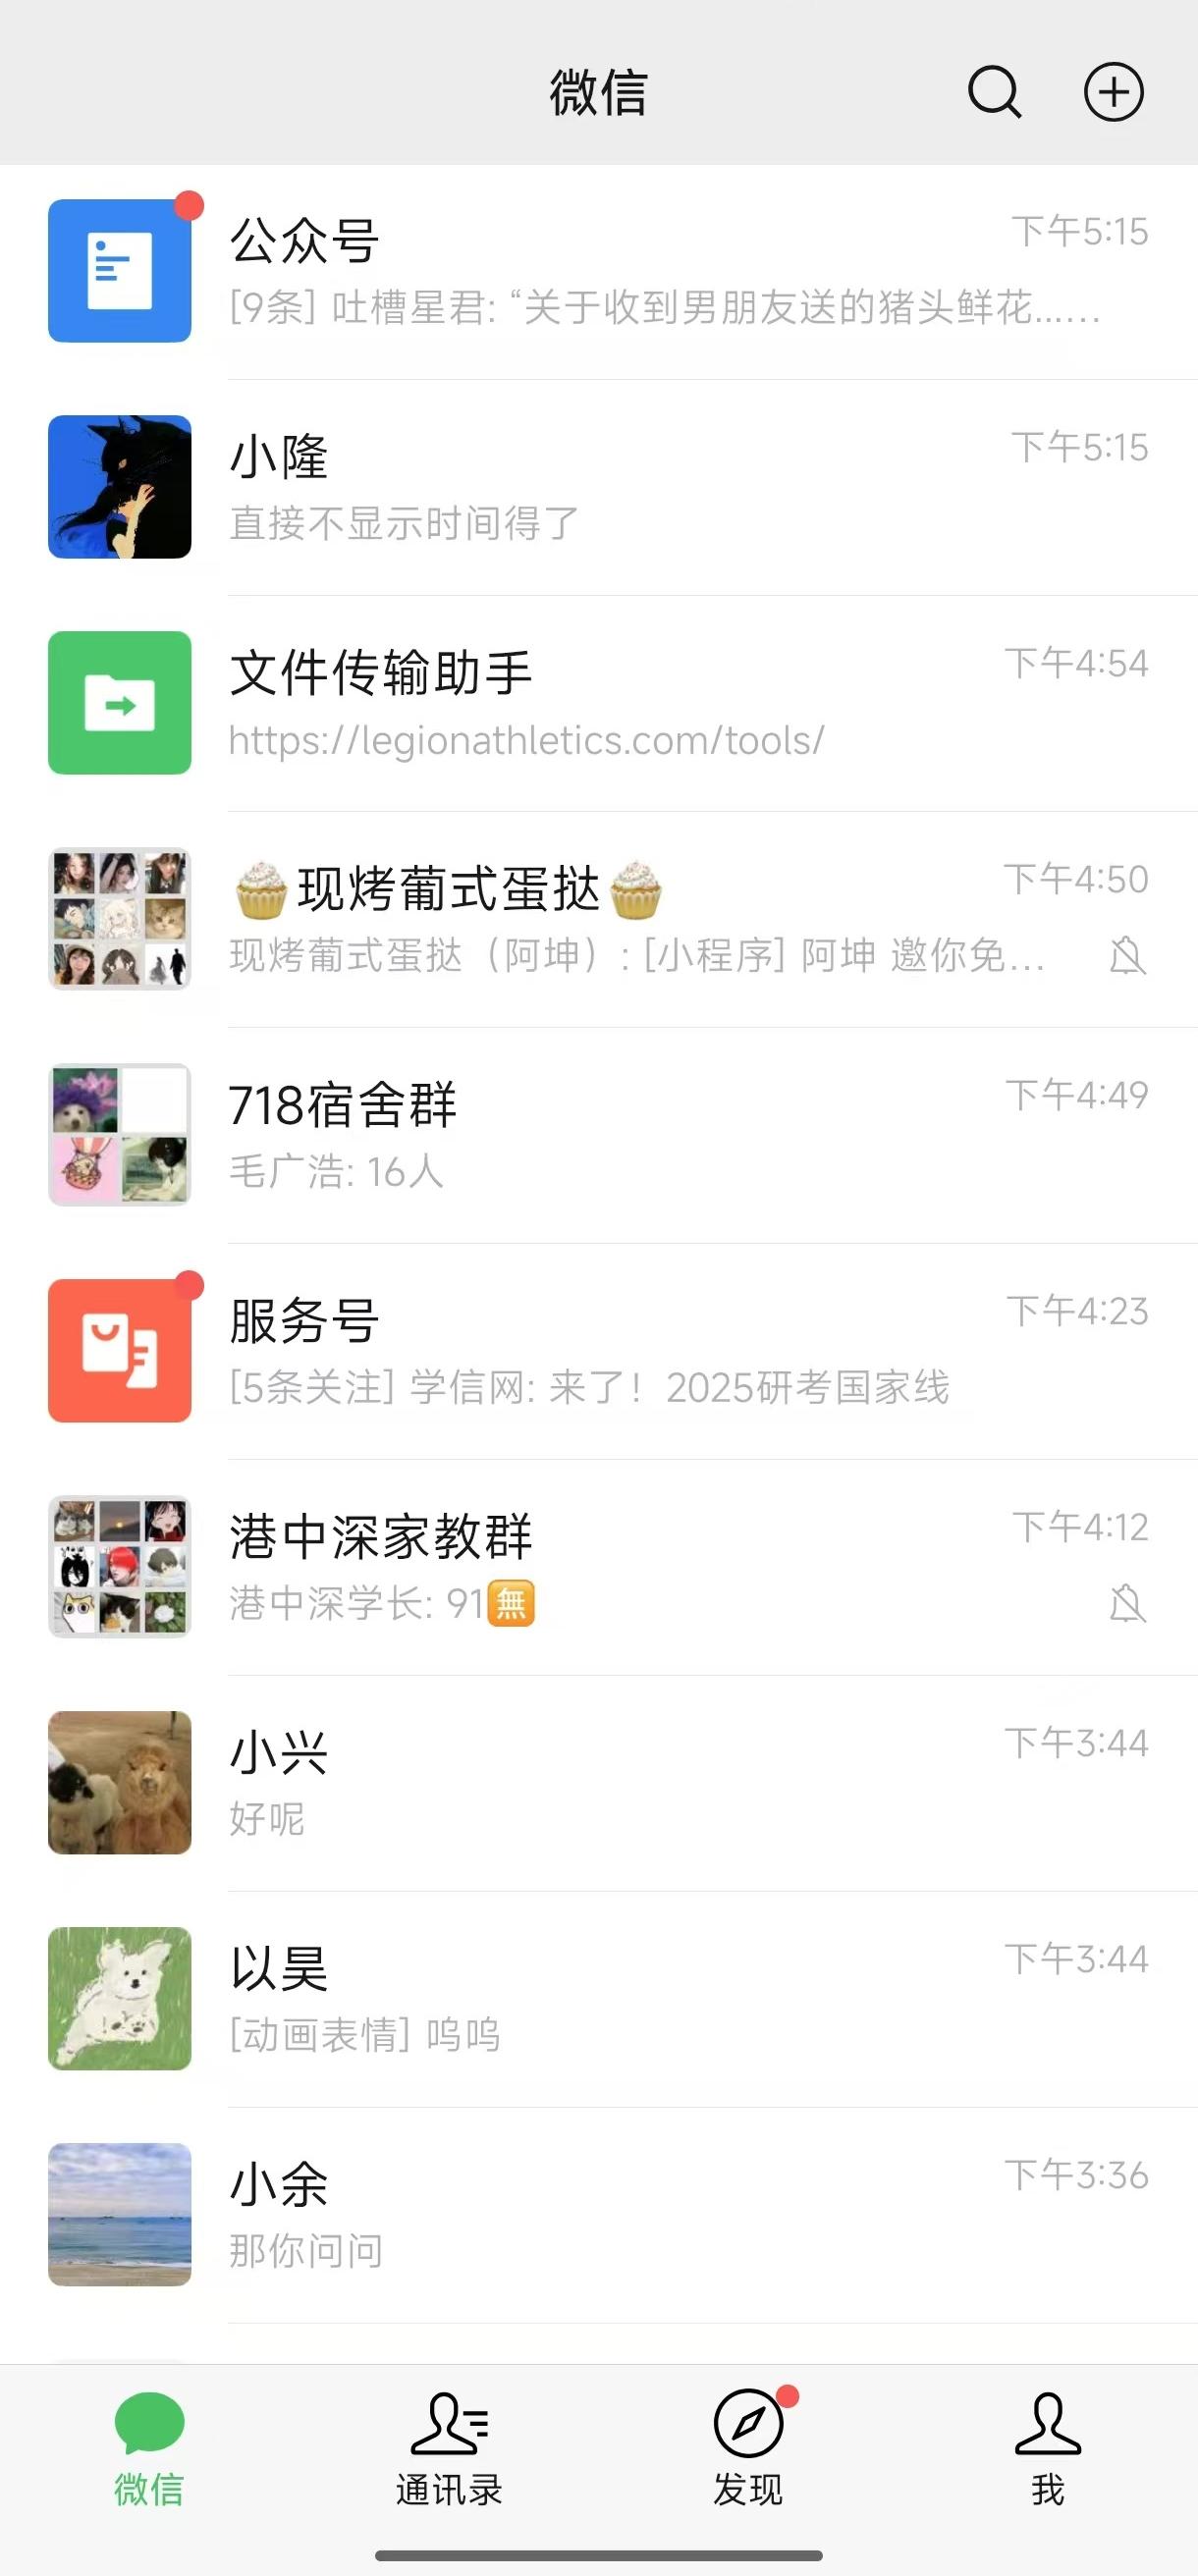 微信
公众号
下午5:15
[9条] 吐槽星君: “关于收到男朋友送的猪头鲜花...…
小隆
下午5:15
直接不显示时间得了
文件传输助手
下午4:54
https://legionathletics.com/tools/
🧁现烤葡式蛋挞🧁
下午4:50
现烤葡式蛋挞（阿坤）: [小程序] 阿坤 邀你免...
718宿舍群
下午4:49
毛广浩: 16人
服务号
下午4:23
[5条关注] 学信网: 来了！2025研考国家线
港中深家教群
下午4:12
港中深学长: 91🈚
小兴
下午3:44
好呢
以昊
下午3:44
[动画表情] 呜呜
小余
下午3:36
那你问问
微信
通讯录
发现
我